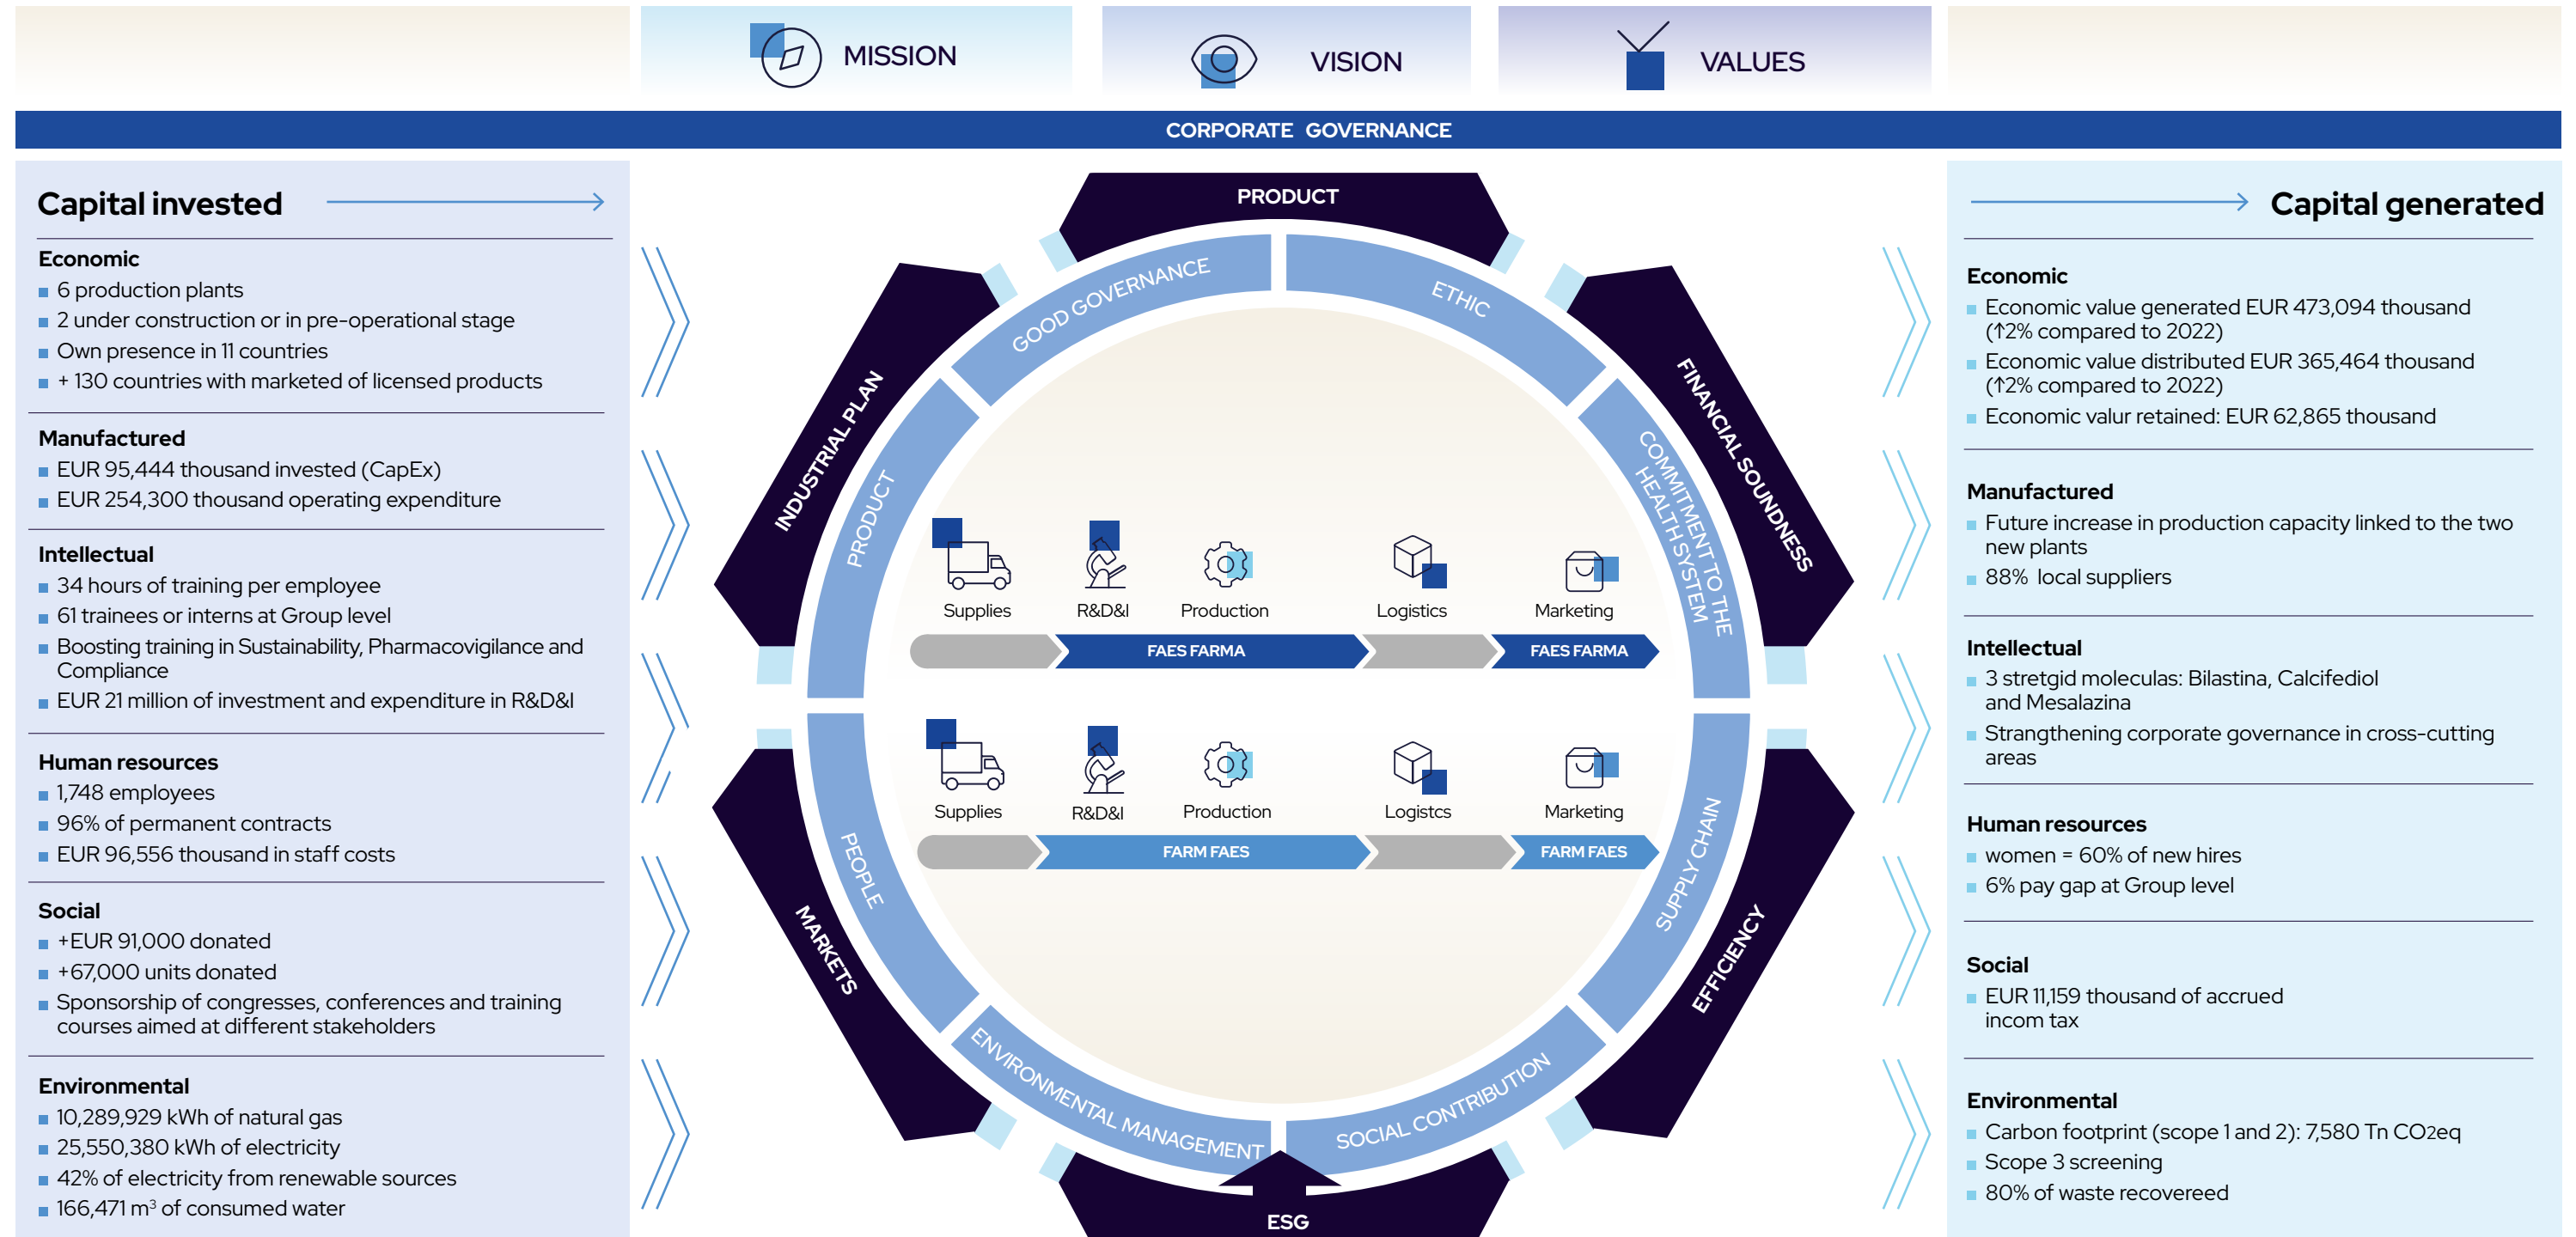 MISSION
VISION
VALUES
CORPORATE GOVERNANCE
Capital invested
Economic
6 production plants
2 under construction or in pre-operational stage
Own presence in 11 countries
+ 130 countries with marketed of licensed products
Manufactured
EUR 95,444 thousand invested (CapEx)
EUR 254,300 thousand operating expenditure
Intellectual
34 hours of training per employee
61 trainees or interns at Group level
Boosting training in Sustainability, Pharmacovigilance and
Compliance
EUR 21 million of investment and expenditure in R&D&I
Human resources
1,748 employees
96% of permanent contracts
EUR 96,556 thousand in staff costs
Social
+EUR 91,000 donated
+67,000 units donated
Sponsorship of congresses, conferences and training
courses aimed at different stakeholders
Environmental
10,289,929 kWh of natural gas
25,550,380 kWh of electricity
42% of electricity from renewable sources
166,471 m³ of consumed water
PRODUCT
INDUSTRIAL PLAN
FINANCIAL SOUNDNESS
MARKETS
EFFICIENCY
ESG
GOOD GOVERNANCE
ETHIC
PRODUCT
COMMITMENT TO THE
HEALTH SYSTEM
PEOPLE
SUPPLY CHAIN
ENVIRONMENTAL MANAGEMENT
SOCIAL CONTRIBUTION
Supplies
R&D&I
Production
Logistics
Marketing
FAES FARMA
FAES FARMA
Supplies
R&D&I
Production
Logistcs
Marketing
FARM FAES
FARM FAES
Capital generated
Economic
Economic value generated EUR 473,094 thousand
(↑2% compared to 2022)
Economic value distributed EUR 365,464 thousand
(↑2% compared to 2022)
Economic valur retained: EUR 62,865 thousand
Manufactured
Future increase in production capacity linked to the two
new plants
88% local suppliers
Intellectual
3 stretgid moleculas: Bilastina, Calcifediol
and Mesalazina
Strangthening corporate governance in cross-cutting
areas
Human resources
women = 60% of new hires
6% pay gap at Group level
Social
EUR 11,159 thousand of accrued
incom tax
Environmental
Carbon footprint (scope 1 and 2): 7,580 Tn CO2eq
Scope 3 screening
80% of waste recovereed